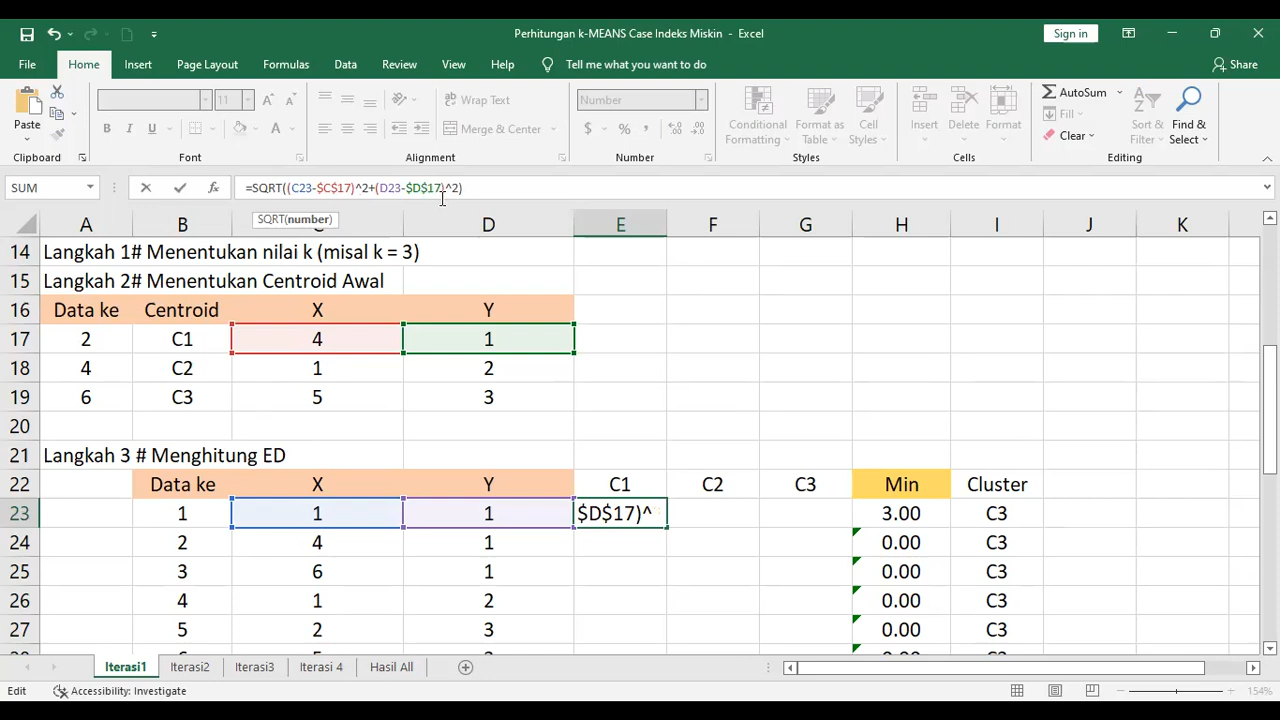 Perhitungan k-MEANS Case Indeks Miskin - Excel
Sign in
File Home Insert Page Layout Formulas Data Review View Help Tell me what you want to do Share
Paste
Clipboard
11
B I U A
Font
Wrap Text
Merge & Center
Alignment
Number
$ %
Number
Conditional Formatting
Format as Table
Cell Styles
Styles
Insert
Delete
Format
Cells
AutoSum
Fill
Clear
Sort & Filter
Find & Select
Editing
SUM fx =SQRT((C23-$C$17)^2+(D23-$D$17)^2)
SQRT(number)
A B C D E F G H I J K
14 Langkah 1# Menentukan nilai k (misal k = 3)
15 Langkah 2# Menentukan Centroid Awal
16 Data ke Centroid X Y
17 2 C1 4 1
18 4 C2 1 2
19 6 C3 5 3
20
21 Langkah 3 # Menghitung ED
22 Data ke X Y C1 C2 C3 Min Cluster
23 1 1 1 $D$17)^ 3.00 C3
24 2 4 1 0.00 C3
25 3 6 1 0.00 C3
26 4 1 2 0.00 C3
27 5 2 3 0.00 C3
Iterasi1 Iterasi2 Iterasi3 Iterasi 4 Hasil All
Edit Accessibility: Investigate 154%